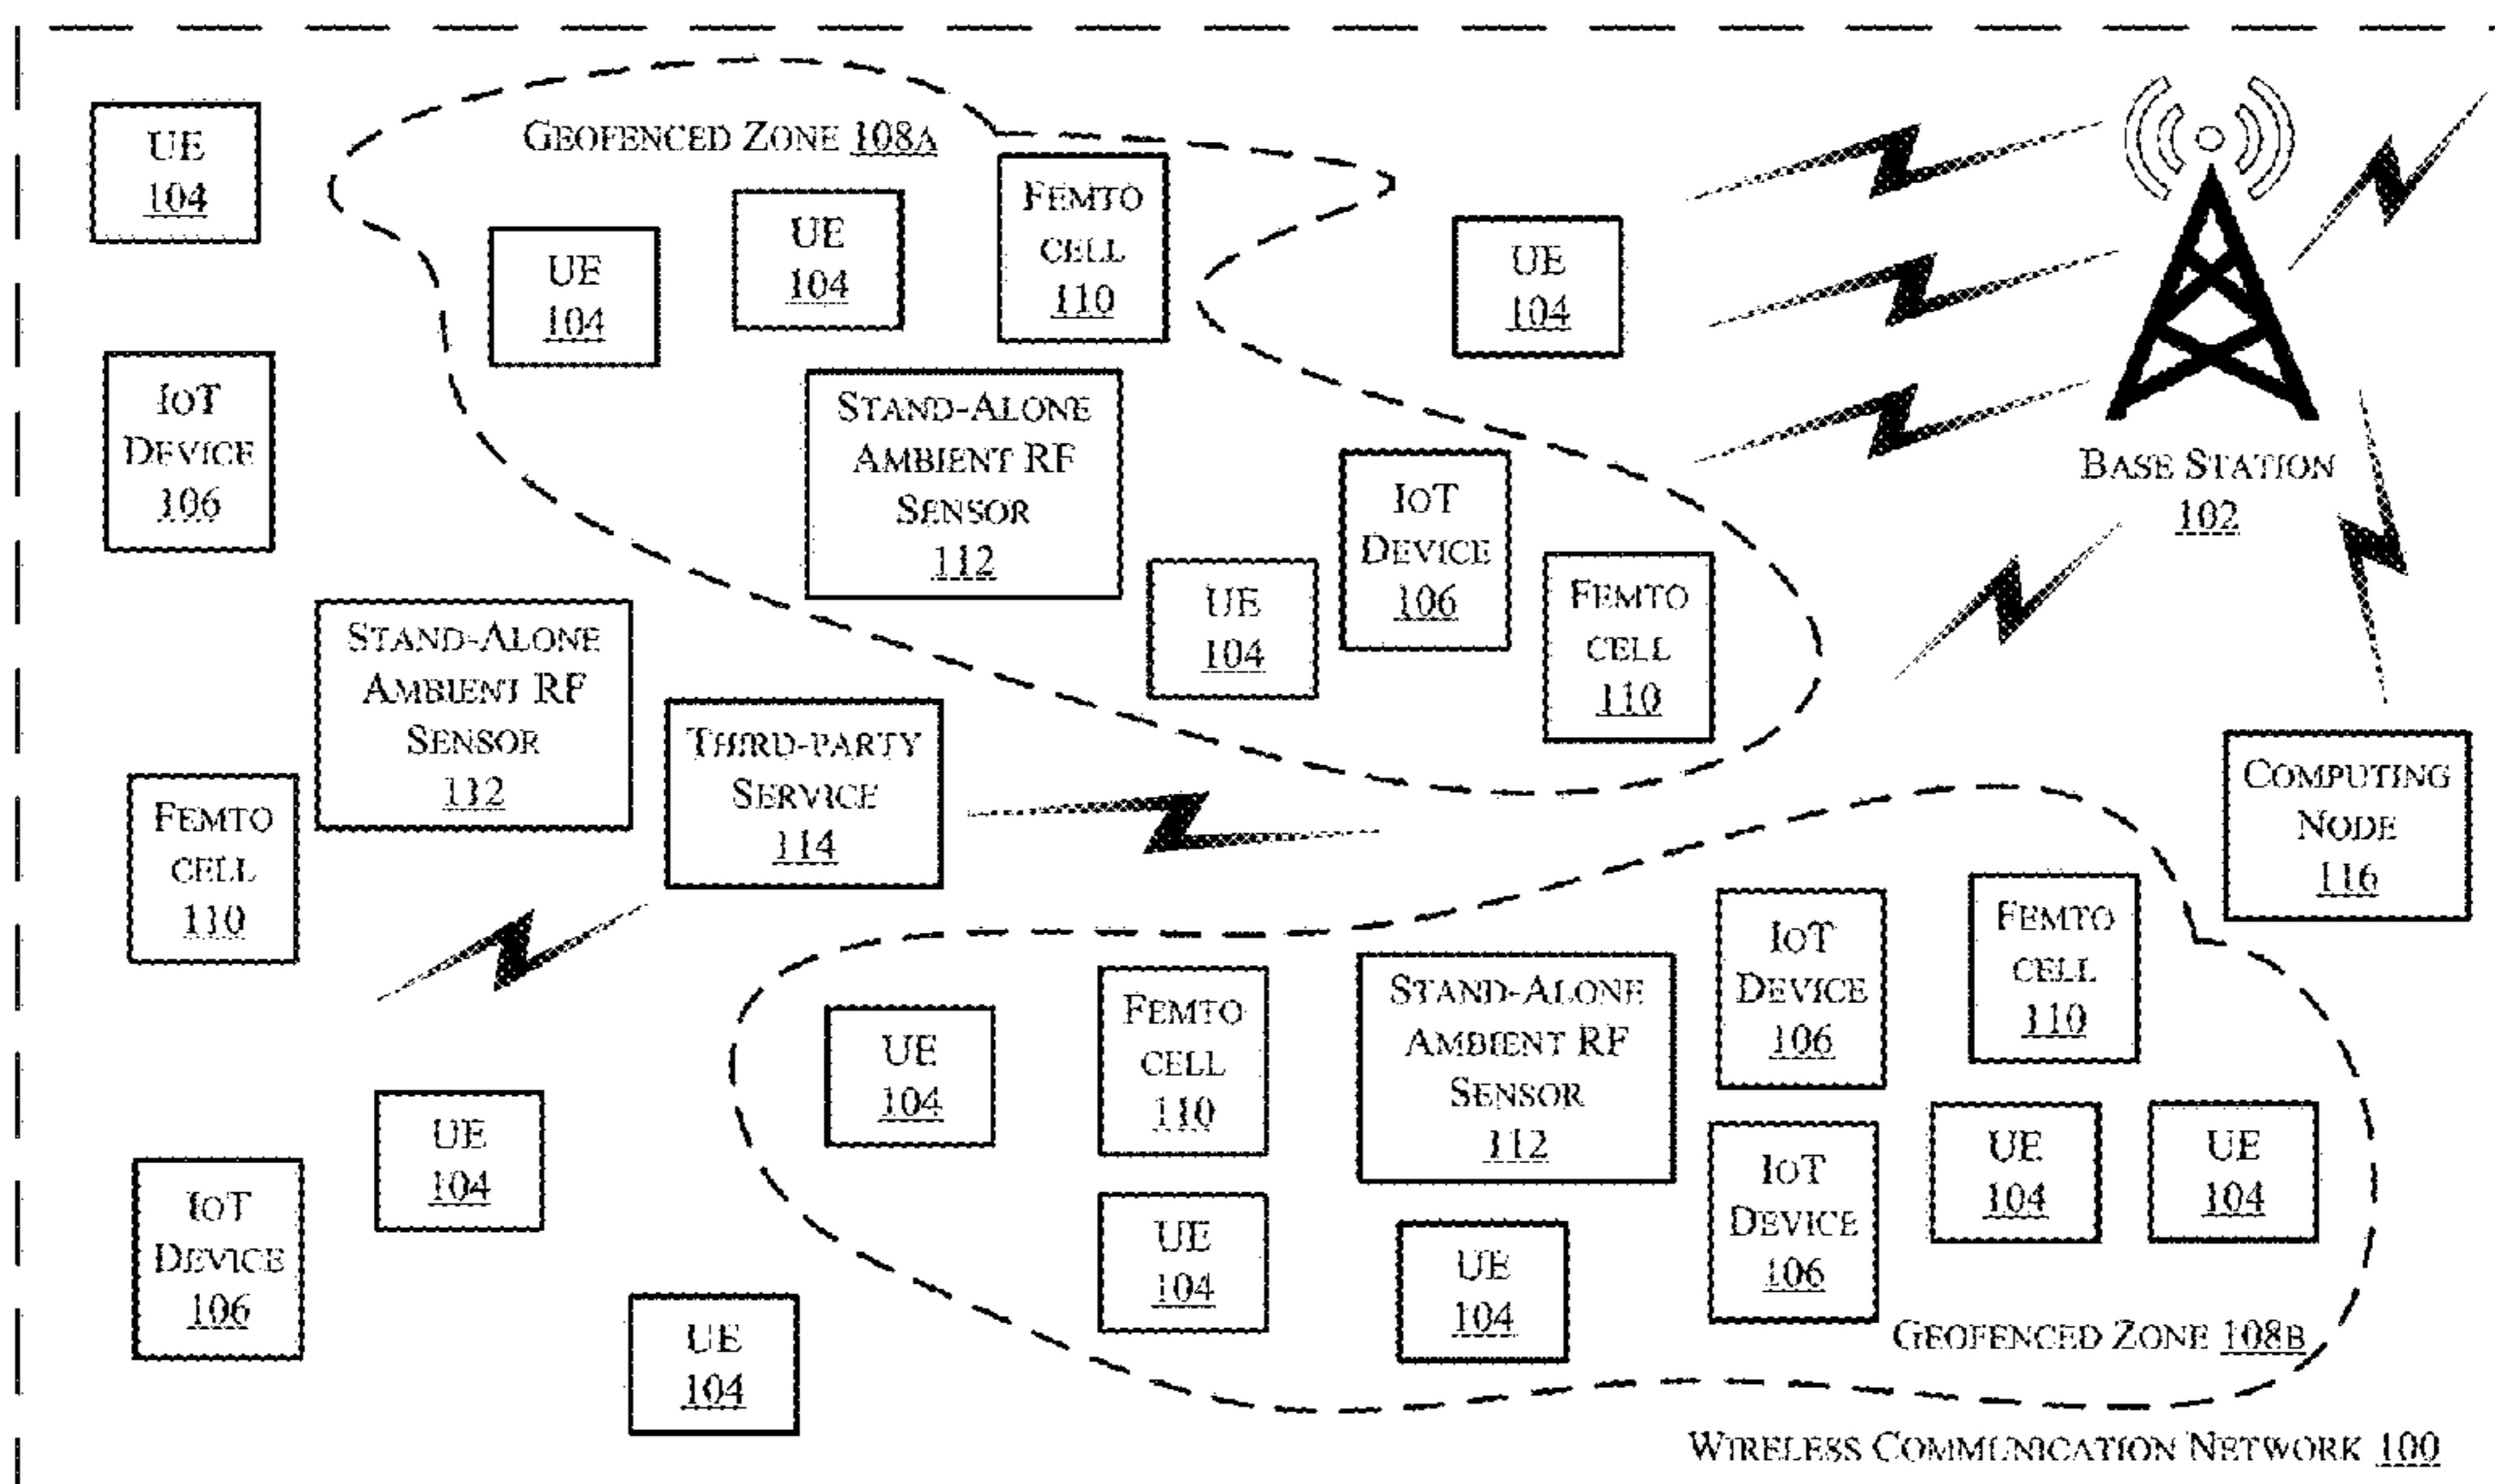 GEOFENCED ZONE 108A
UE
104
UE
104
UE
104
FEMTO
CELL
110
UE
104
IOT
DEVICE
106
STAND-ALONE
AMBIENT RF
SENSOR
112
IOT
DEVICE
106
UE
104
FEMTO
CELL
110
BASE STATION
102
STAND-ALONE
AMBIENT RF
SENSOR
112
THIRD-PARTY
SERVICE
114
FEMTO
CELL
110
COMPUTING
NODE
116
UE
104
FEMTO
CELL
110
STAND-ALONE
AMBIENT RF
SENSOR
112
IOT
DEVICE
106
FEMTO
CELL
110
UE
104
IOT
DEVICE
106
UE
104
UE
104
UE
104
UE
104
IOT
DEVICE
106
UE
104
GEOFENCED ZONE 108B
WIRELESS COMMUNICATION NETWORK 100